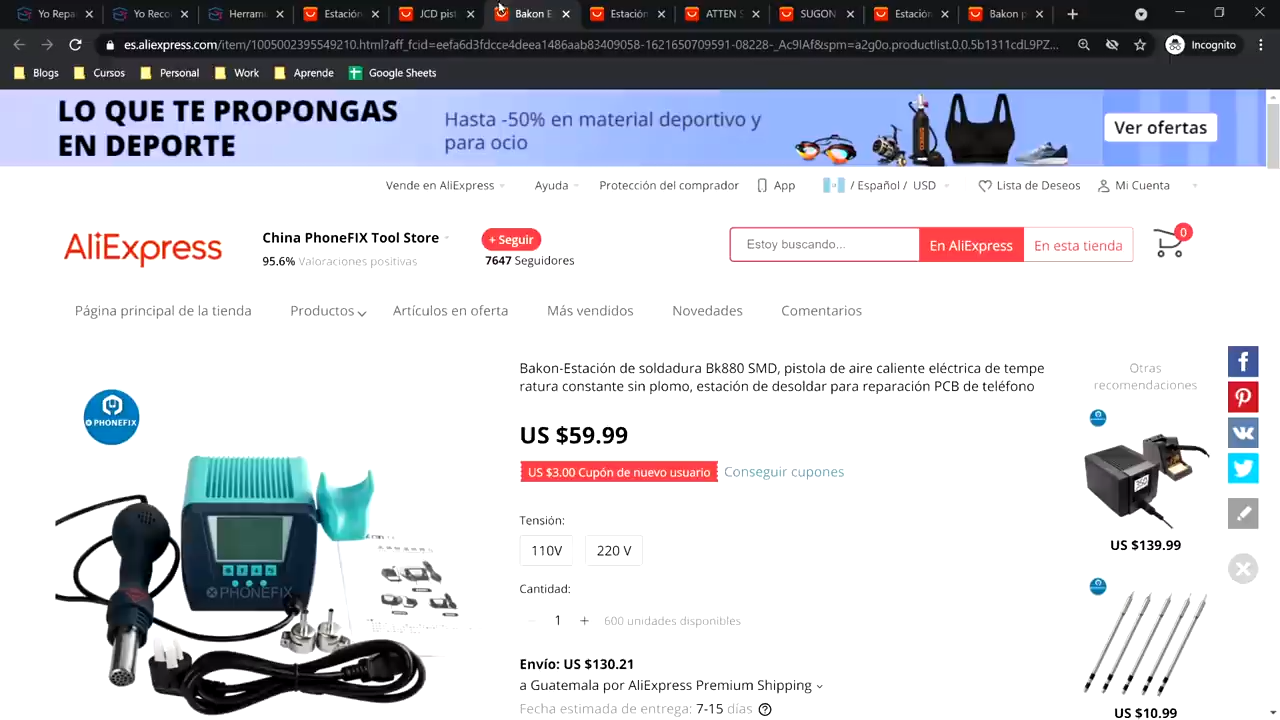 Yo Repa
Yo Reco
Herrami
Estación
JCD pist
Bakon E
Estación
ATTEN S
SUGON
Estación
Bakon p
es.aliexpress.com/item/1005002395549210.html?aff_fcid=eefa6d3fdcce4deea1486aab83409058-1621650709591-08228-_Ac9IAf&spm=a2g0o.productlist.0.0.5b1311cdL9PZ...
Incognito
Blogs
Cursos
Personal
Work
Aprende
Google Sheets
LO QUE TE PROPONGAS
EN DEPORTE
Hasta -50% en material deportivo y
para ocio
Ver ofertas
Vende en AliExpress
Ayuda
Protección del comprador
App
/ Español / USD
Lista de Deseos
Mi Cuenta
AliExpress
China PhoneFIX Tool Store
95.6% Valoraciones positivas
+ Seguir
7647 Seguidores
Estoy buscando...
En AliExpress
En esta tienda
0
Página principal de la tienda
Productos
Artículos en oferta
Más vendidos
Novedades
Comentarios
PHONEFIX
PHONEFIX
Bakon-Estación de soldadura Bk880 SMD, pistola de aire caliente eléctrica de tempe
ratura constante sin plomo, estación de desoldar para reparación PCB de teléfono
US $59.99
US $3.00 Cupón de nuevo usuario
Conseguir cupones
Tensión:
110V
220 V
Cantidad:
1
600 unidades disponibles
Envío: US $130.21
a Guatemala por AliExpress Premium Shipping
Fecha estimada de entrega: 7-15 días
Otras
recomendaciones
US $139.99
US $10.99